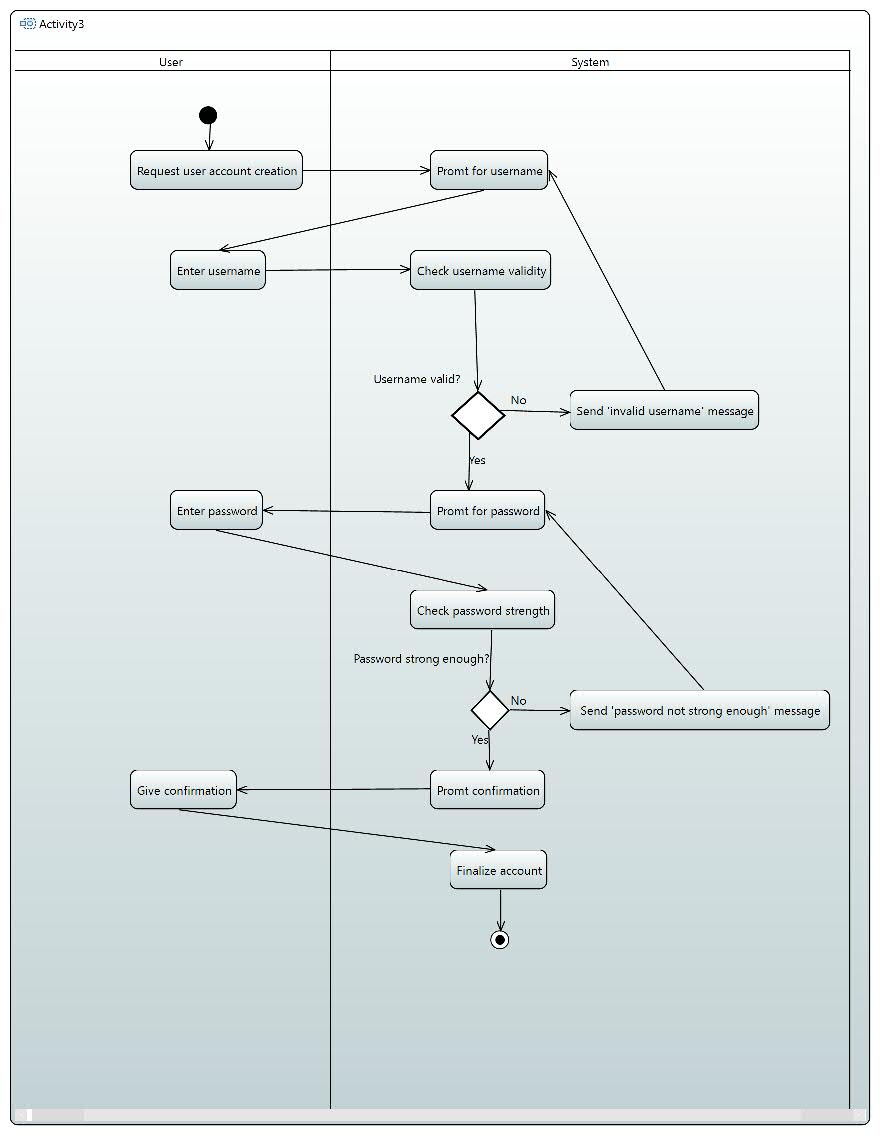 Activity3
User
System
Request user account creation
Promt for username
Enter username
Check username validity
Username valid?
No
Send 'invalid username' message
Yes
Enter password
Promt for password
Check password strength
Password strong enough?
No
Send 'password not strong enough' message
Yes
Give confirmation
Promt confirmation
Finalize account